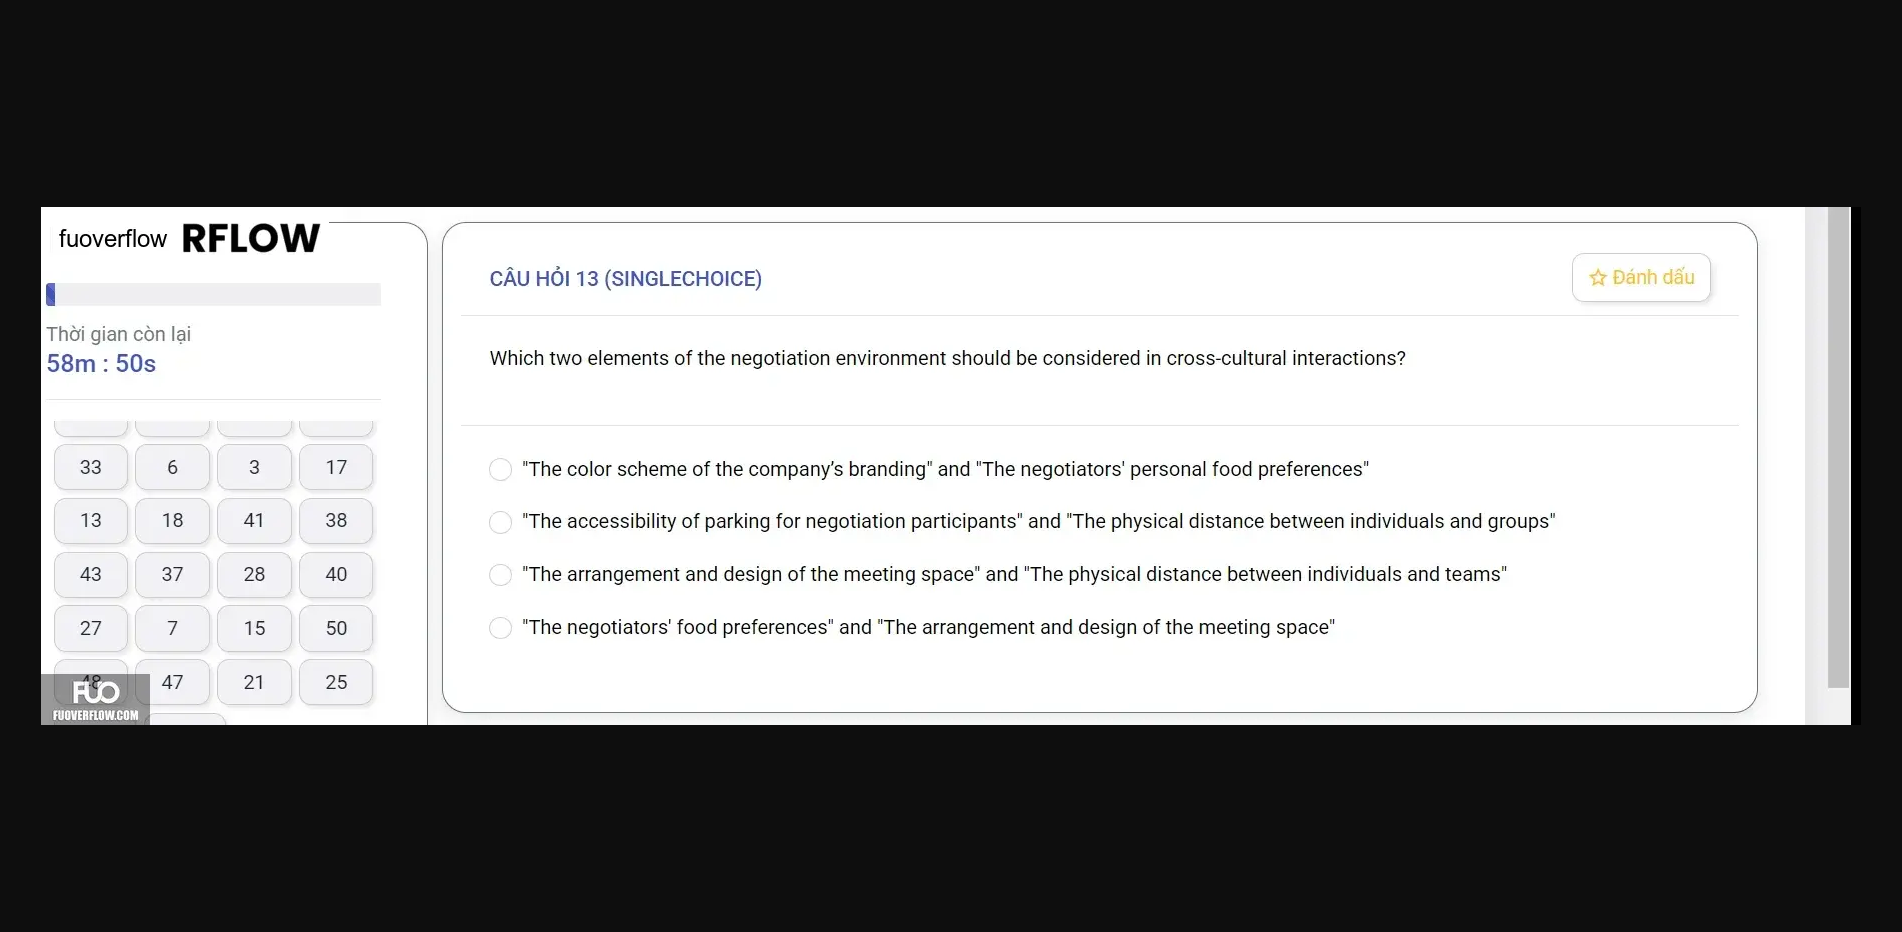 fuoverflow RFLOW
Thời gian còn lại
58m : 50s
33 6 3 17
13 18 41 38
43 37 28 40
27 7 15 50
48 47 21 25
FUO
FUOVERFLOW.COM
CÂU HỎI 13 (SINGLECHOICE)
Đánh dấu
Which two elements of the negotiation environment should be considered in cross-cultural interactions?
"The color scheme of the company’s branding" and "The negotiators' personal food preferences"
"The accessibility of parking for negotiation participants" and "The physical distance between individuals and groups"
"The arrangement and design of the meeting space" and "The physical distance between individuals and teams"
"The negotiators' food preferences" and "The arrangement and design of the meeting space"